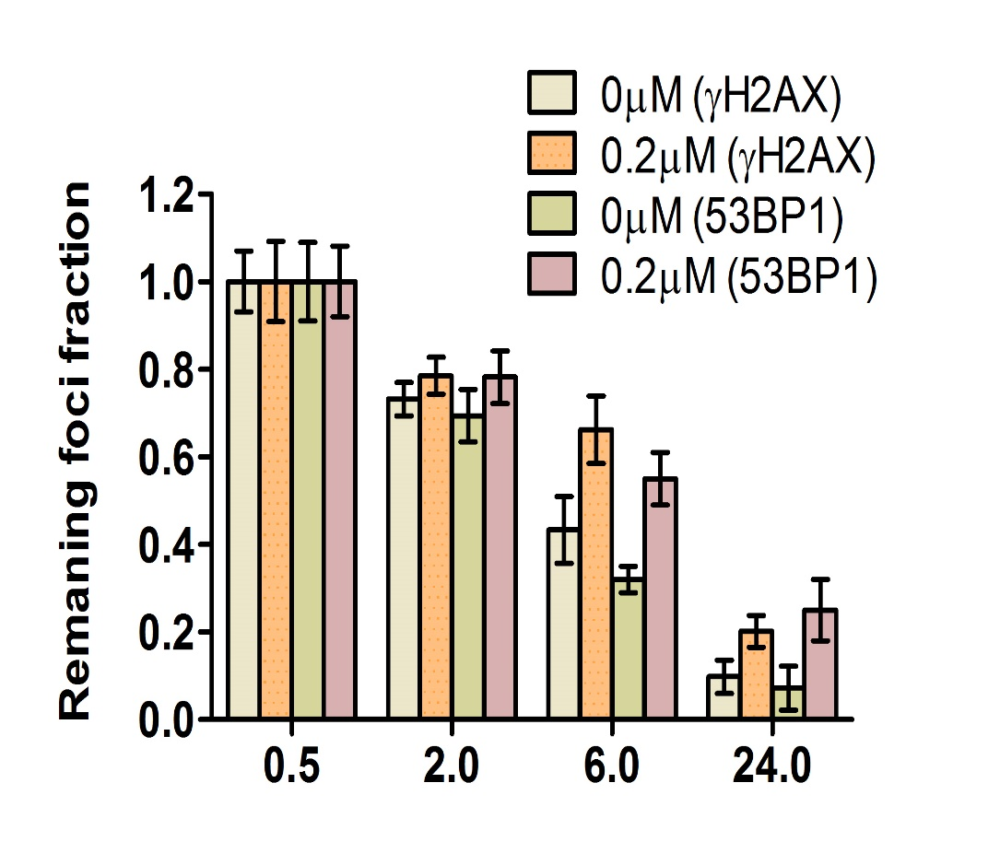 0μM (γH2AX)
0.2μM (γH2AX)
0μM (53BP1)
0.2μM (53BP1)
Remaning foci fraction
1.2
1.0
0.8
0.6
0.4
0.2
0.0
0.5 2.0 6.0 24.0